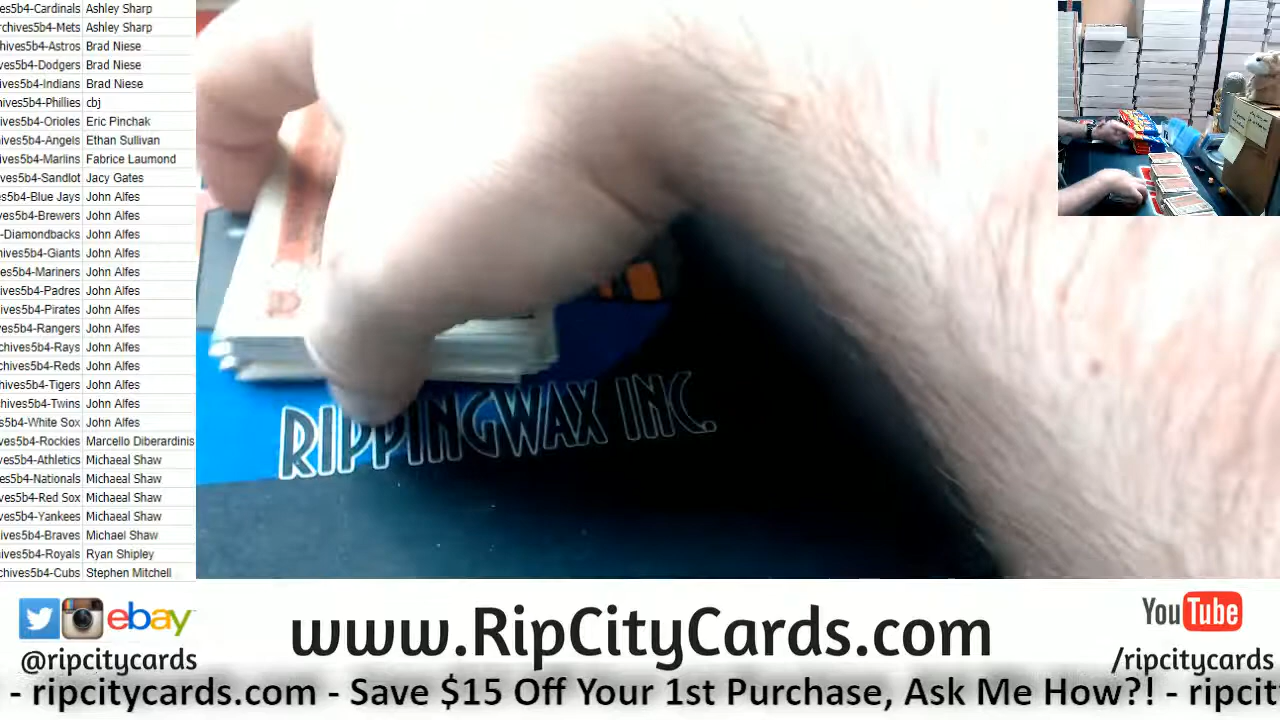 es5b4-Cardinals Ashley Sharp
rchives5b4-Mets Ashley Sharp
hives5b4-Astros Brad Niese
ives5b4-Dodgers Brad Niese
hives5b4-Indians Brad Niese
ives5b4-Phillies cbj
nives5b4-Orioles Eric Pinchak
hives5b4-Angels Ethan Sullivan
ives5b4-Marlins Fabrice Laumond
ives5b4-Sandlot Jacy Gates
es5b4-Blue Jays John Alfes
es5b4-Brewers John Alfes
-Diamondbacks John Alfes
hives5b4-Giants John Alfes
ves5b4-Mariners John Alfes
ives5b4-Padres John Alfes
ives5b4-Pirates John Alfes
ives5b4-Rangers John Alfes
rchives5b4-Rays John Alfes
chives5b4-Reds John Alfes
hives5b4-Tigers John Alfes
hives5b4-Twins John Alfes
s5b4-White Sox John Alfes
ives5b4-Rockies Marcello Diberardinis
ves5b4-Athletics Michaeal Shaw
ves5b4-Nationals Michaeal Shaw
ives5b4-Red Sox Michaeal Shaw
ves5b4-Yankees Michaeal Shaw
hives5b4-Braves Michael Shaw
ives5b4-Royals Ryan Shipley
chives5b4-Cubs Stephen Mitchell
RIPPINGWAX INC.
ebay
@ripcitycards
www.RipCityCards.com
YouTube
/ripcitycards
- ripcitycards.com - Save $15 Off Your 1st Purchase, Ask Me How?! - ripcit